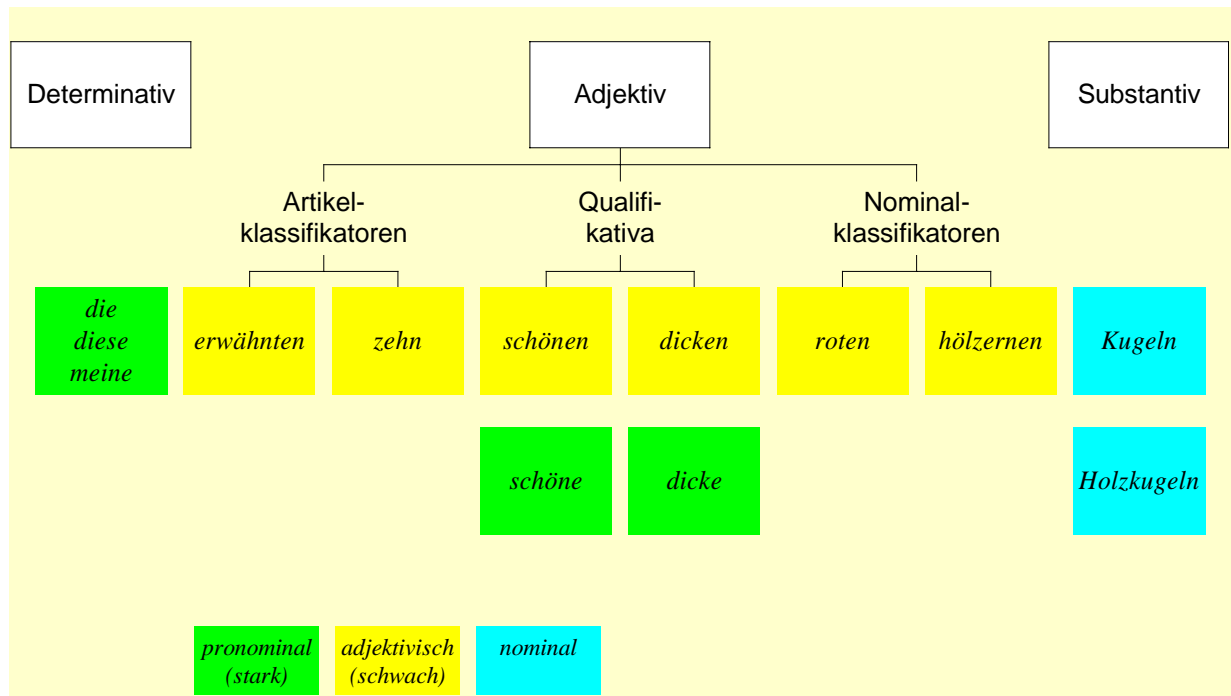 Determinativ
Adjektiv
Substantiv
Artikel-
klassifikatoren
Qualifi-
kativa
Nominal-
klassifikatoren
die
diese
meine
erwähnten
zehn
schönen
dicken
roten
hölzernen
Kugeln
schöne
dicke
Holzkugeln
pronominal
(stark)
adjektivisch
(schwach)
nominal